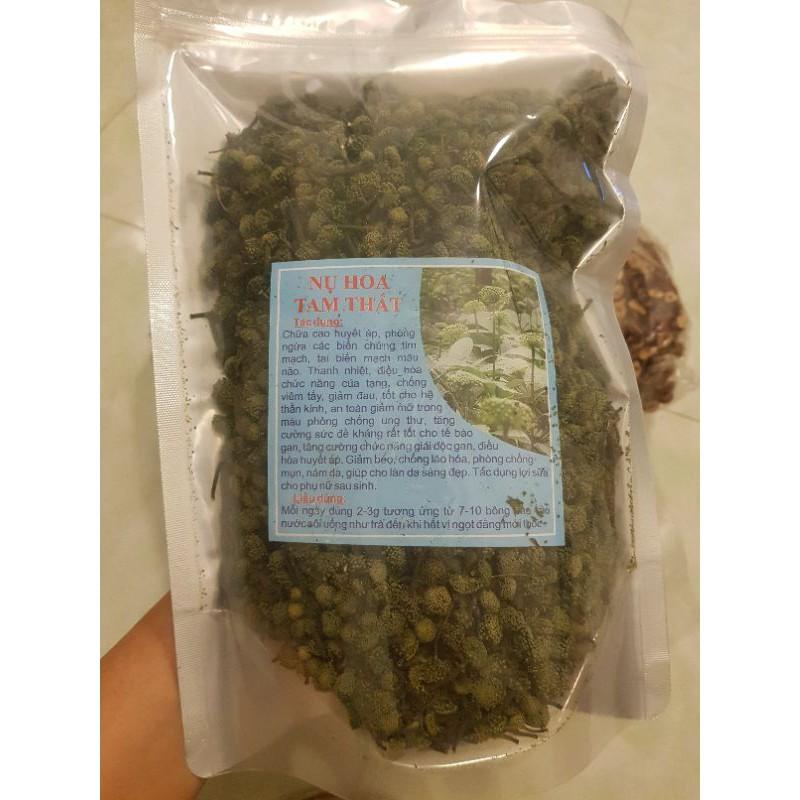 NỤ HOA
TAM THẤT
Tác dụng:
Chữa cao huyết áp, phòng
ngừa các biến chứng tim
mạch, tai biến mạch máu
não. Thanh nhiệt, điều hòa
chức năng của tạng, chống
viêm tấy, giảm đau, tốt cho hệ
thần kinh, an toàn giảm mỡ trong
máu phòng chống ung thư, tăng
cường sức đề kháng rất tốt cho tế bào
gan, tăng cường chức năng giải độc gan, điều
hòa huyết áp. Giảm béo, chống lão hóa, phòng chống
mụn, nám da, giúp cho làn da sáng đẹp. Tác dụng lợi sữa
cho phụ nữ sau sinh.
Liều dùng:
Mỗi ngày dùng 2-3g tương ứng từ 7-10 bông
nước sôi uống như trà đến khi hết vị ngọt đắng mới thôi.